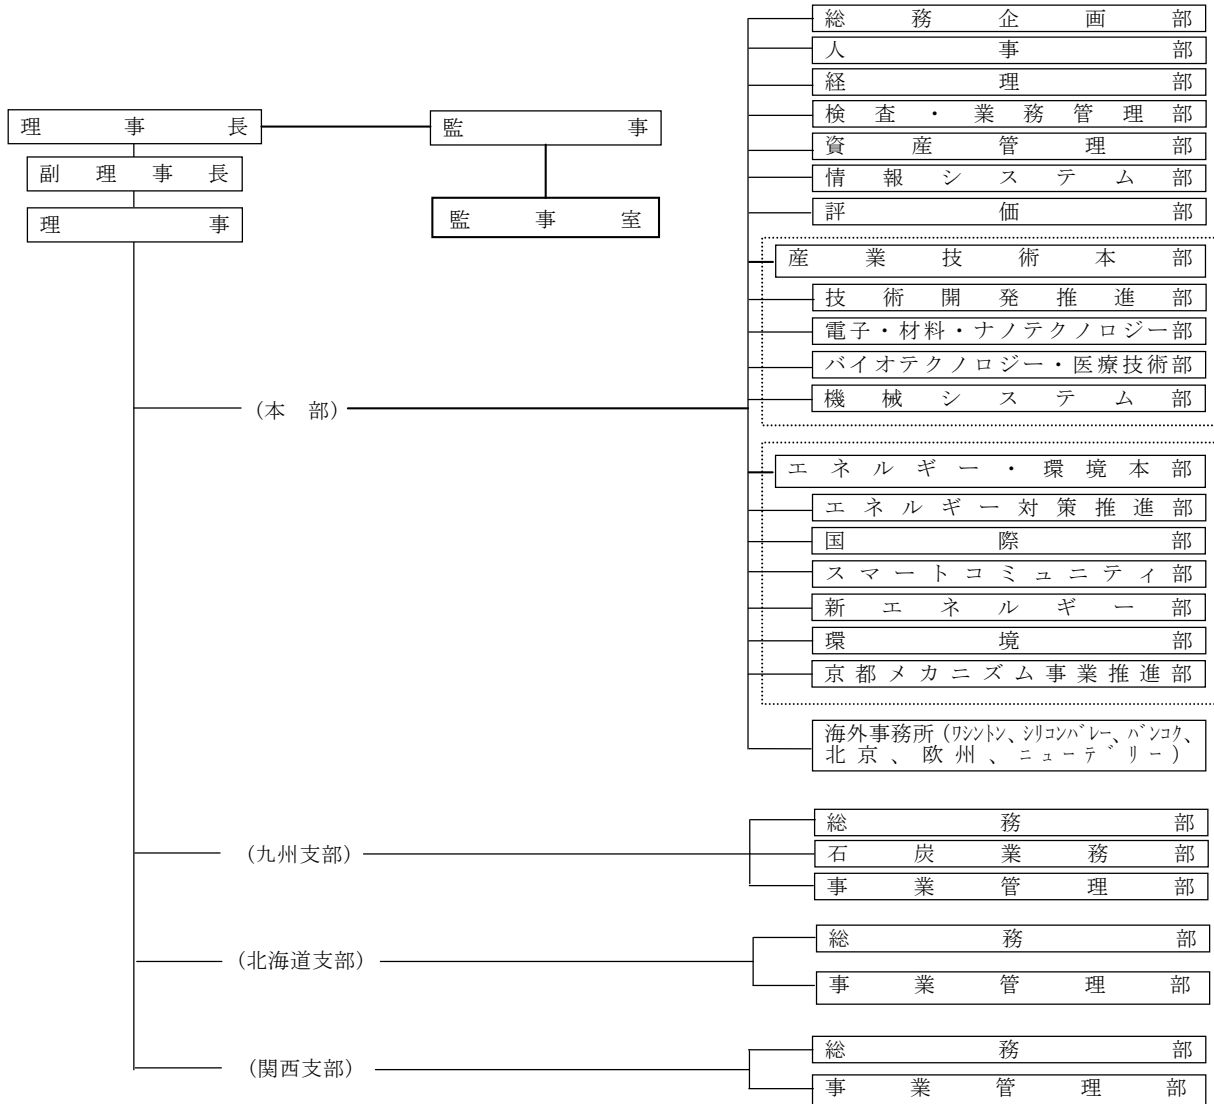 総務企画部
人事部
経理部
理事長
監事
検査・業務管理部
資産管理部
副理事長
情報システム部
理事
監事室
評価部
産業技術本部
技術開発推進部
電子・材料・ナノテクノロジー部
バイオテクノロジー・医療技術部
機械システム部
(本 部)
エネルギー・環境本部
エネルギー対策推進部
国際部
スマートコミュニティ部
新エネルギー部
環境部
京都メカニズム事業推進部
海外事務所(ワシントン、シリコンバレー、バンコク、
北京、欧州、ニューデリー)
総務部
(九州支部)
石炭業務部
事業管理部
総務部
(北海道支部)
事業管理部
総務部
(関西支部)
事業管理部